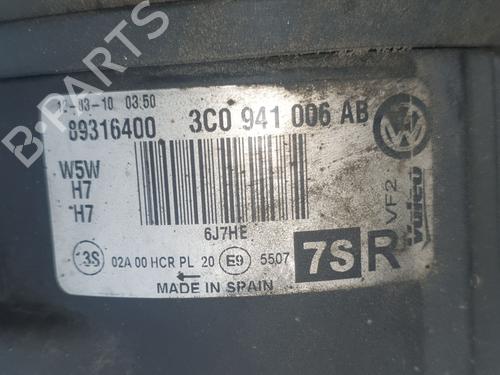 12-03-10 03:50
89316400 3C0 941 006 AB
W5W
H7
H7
6J7HE
VF2
Valeo
3S 02A 00 HCR PL 20 E9 5507 7S R
MADE IN SPAIN